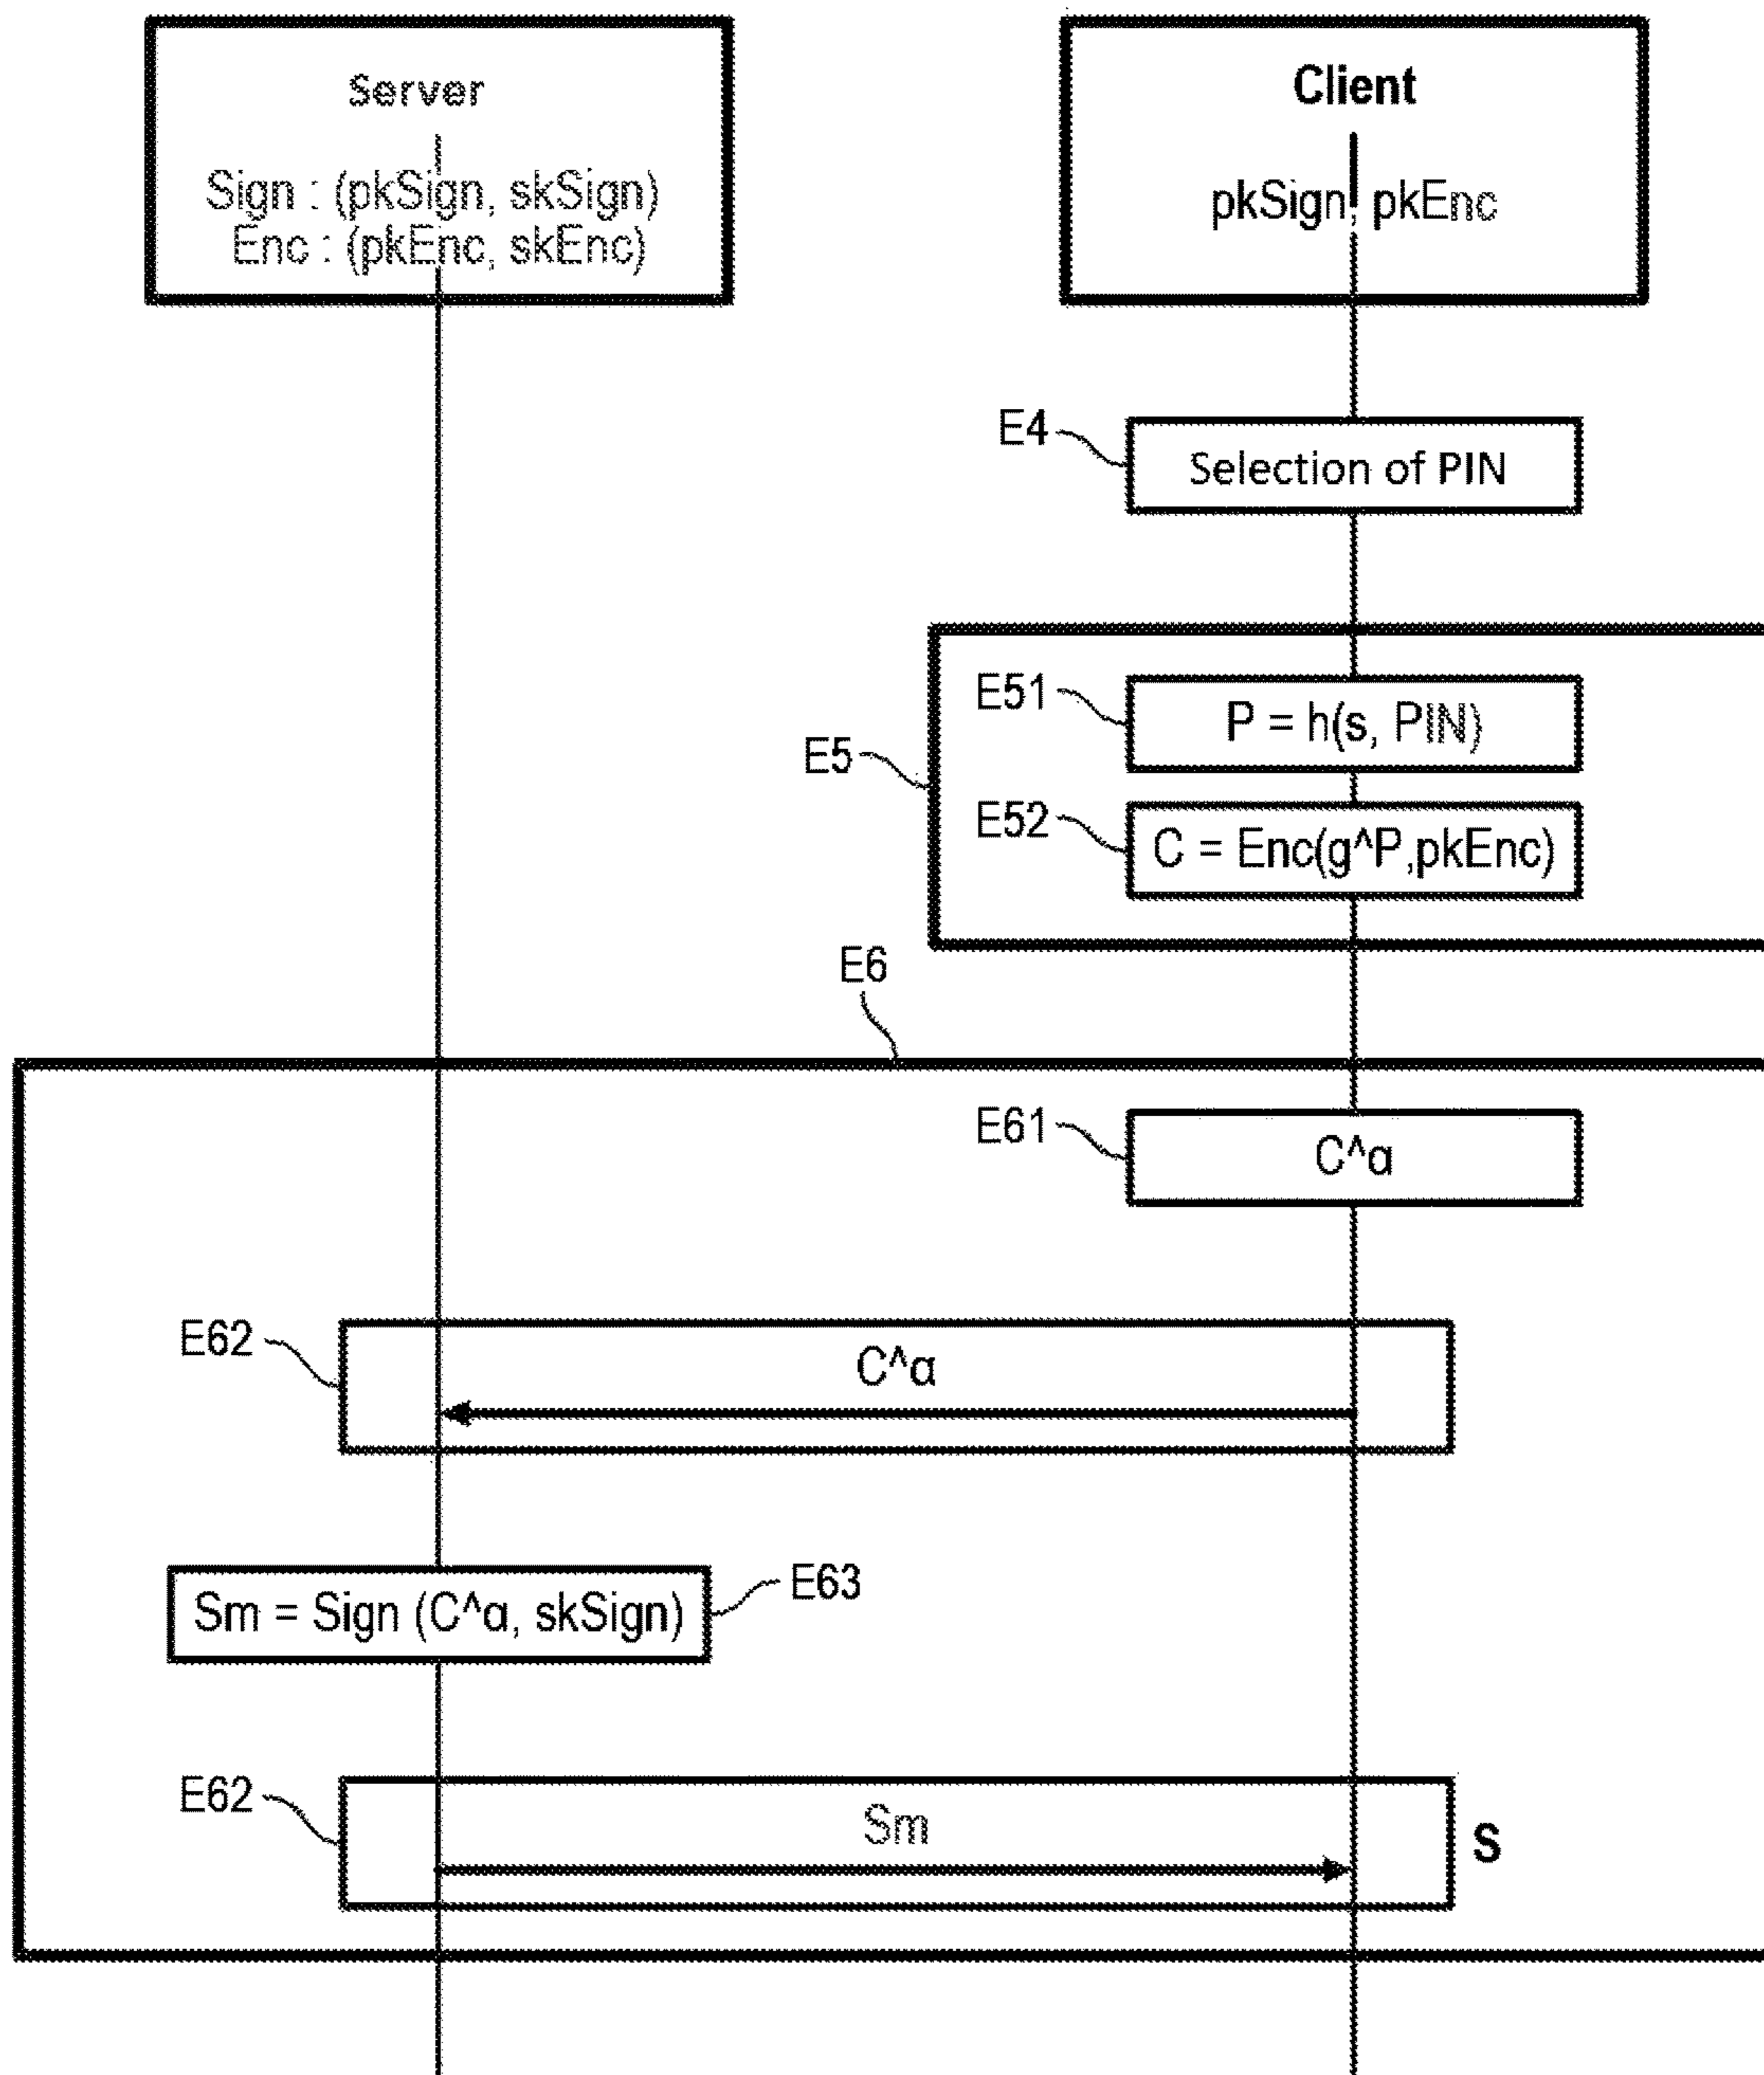 Server
Sign : (pkSign, skSign)
Enc : (pkEnc, skEnc)
Client
pkSign, pkEnc
E4
Selection of PIN
E5
E51
P = h(s, PIN)
E52
C = Enc(g^P,pkEnc)
E6
E61
C^α
E62
C^α
Sm = Sign (C^α, skSign)
E63
E62
Sm
S